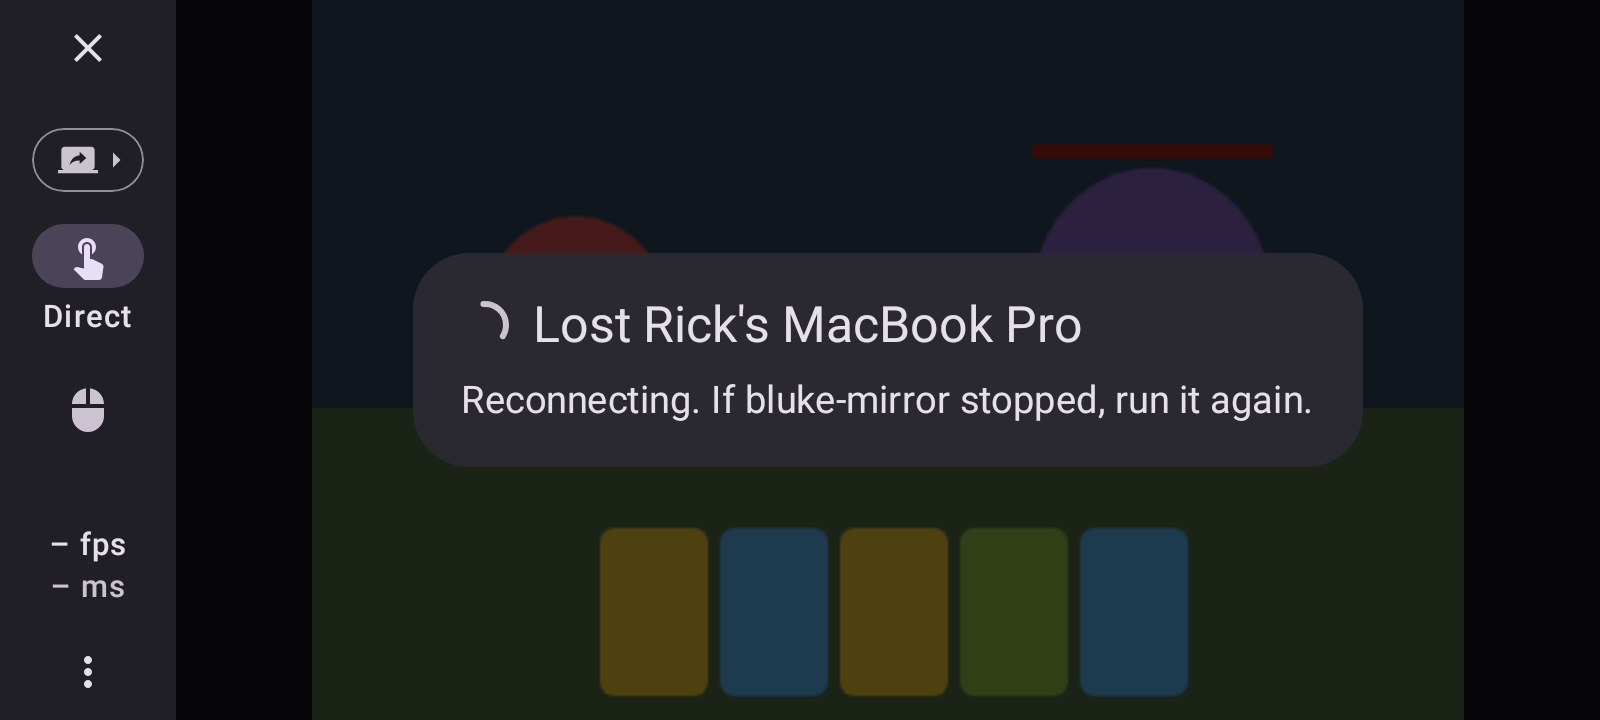 Direct
– fps
– ms
Lost Rick's MacBook Pro
Reconnecting. If bluke-mirror stopped, run it again.